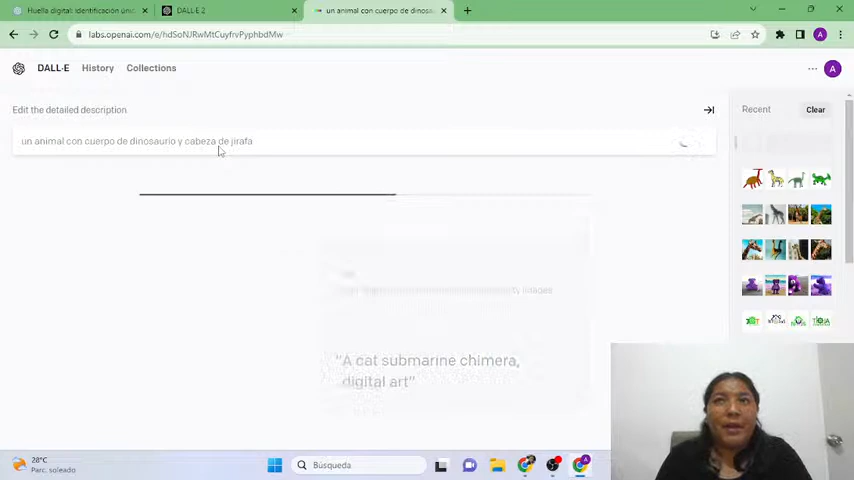 Huella digital: Identificación únic
DALL·E 2
un animal con cuerpo de dinosau
labs.openai.com/e/hdSoNJRwMtCuyfrvPyphbdMw
A
DALL·E
History
Collections
A
Edit the detailed description
Recent
Clear
un animal con cuerpo de dinosaurio y cabeza de jirafa
"A cat submarine chimera,
digital art"
28°C
Parc. soleado
Búsqueda